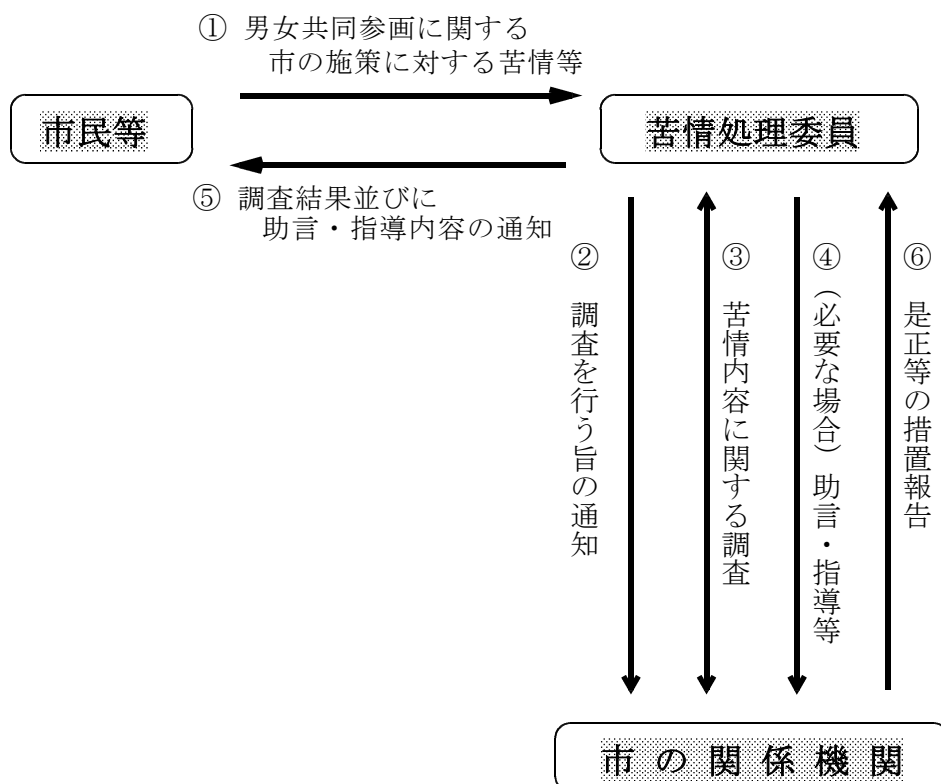 ① 男女共同参画に関する
市の施策に対する苦情等
市民等
苦情処理委員
⑤ 調査結果並びに
助言・指導内容の通知
② 調査を行う旨の通知
③ 苦情内容に関する調査
④ (必要な場合) 助言・指導等
⑥ 是正等の措置報告
市の関係機関